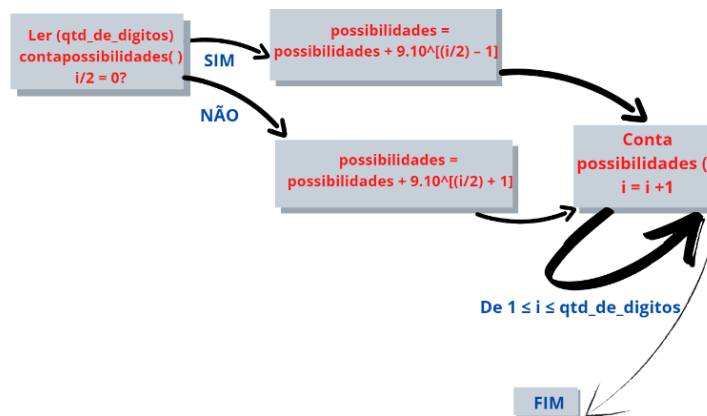 Ler (qtd_de_digitos)
contapossibilidades( )
i/2 = 0?
SIM
NÃO
possibilidades =
possibilidades + 9.10^[(i/2) – 1]
possibilidades =
possibilidades + 9.10^[(i/2) + 1]
Conta
possibilidades (
i = i +1
De 1 ≤ i ≤ qtd_de_digitos
FIM